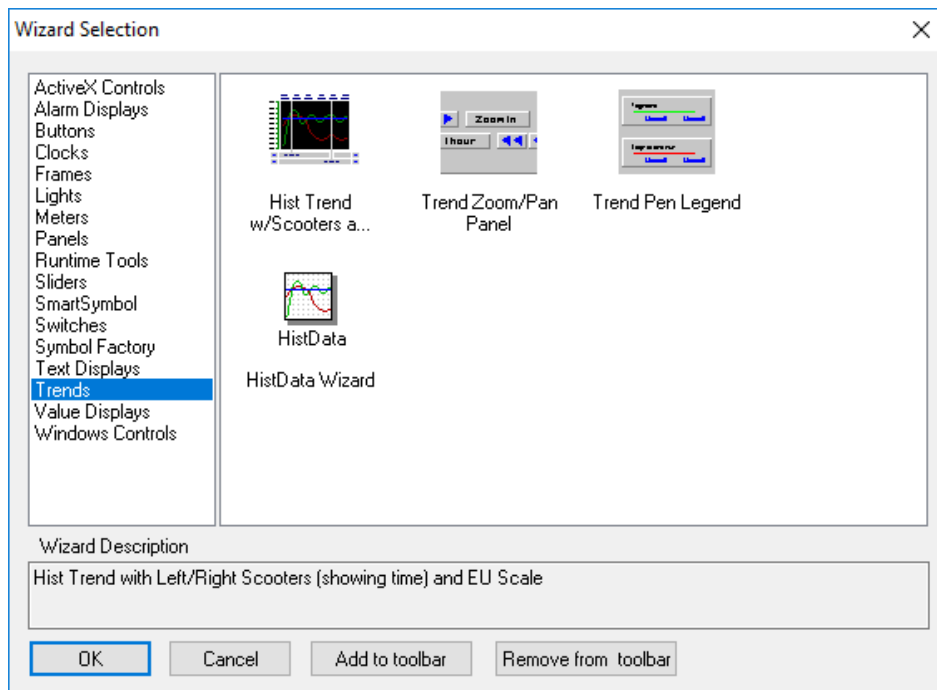 Wizard Selection
ActiveX Controls
Alarm Displays
Buttons
Clocks
Frames
Lights
Meters
Panels
Runtime Tools
Sliders
SmartSymbol
Switches
Symbol Factory
Text Displays
Trends
Value Displays
Windows Controls
Zoom In
1 hour
Hist Trend
w/Scooters a...
Trend Zoom/Pan
Panel
Trend Pen Legend
HistData
HistData Wizard
Wizard Description
Hist Trend with Left/Right Scooters (showing time) and EU Scale
OK
Cancel
Add to toolbar
Remove from toolbar